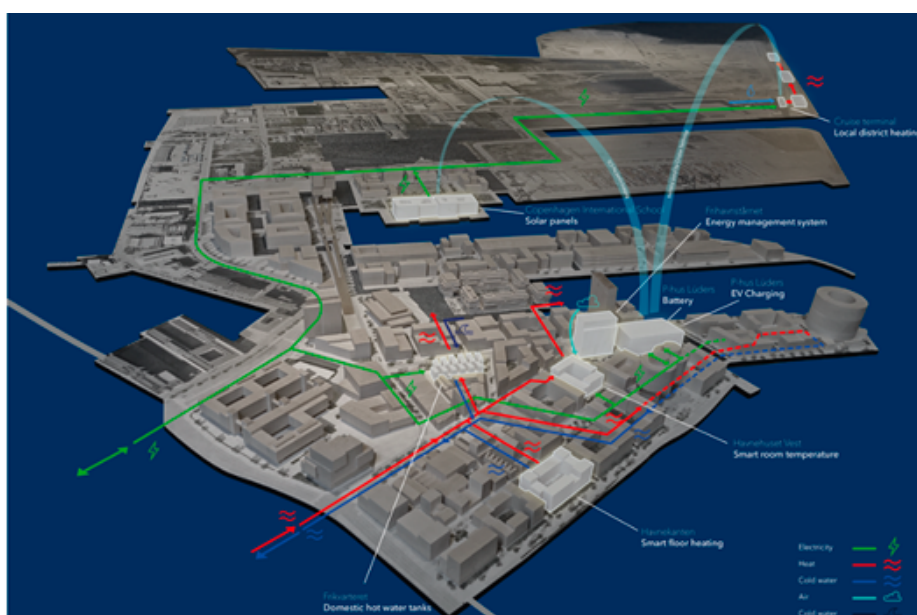 Cruise terminal
Local district heating
Copenhagen International School
Solar panels
Frihavnstårnet
Energy management system
P-hus Lüders
Battery
P-hus Lüders
EV Charging
Havnehuset Vest
Smart room temperature
Havnekanten
Smart floor heating
Frikvarteret
Domestic hot water tanks
Electricity
Heat
Cold water
Air
Cold water